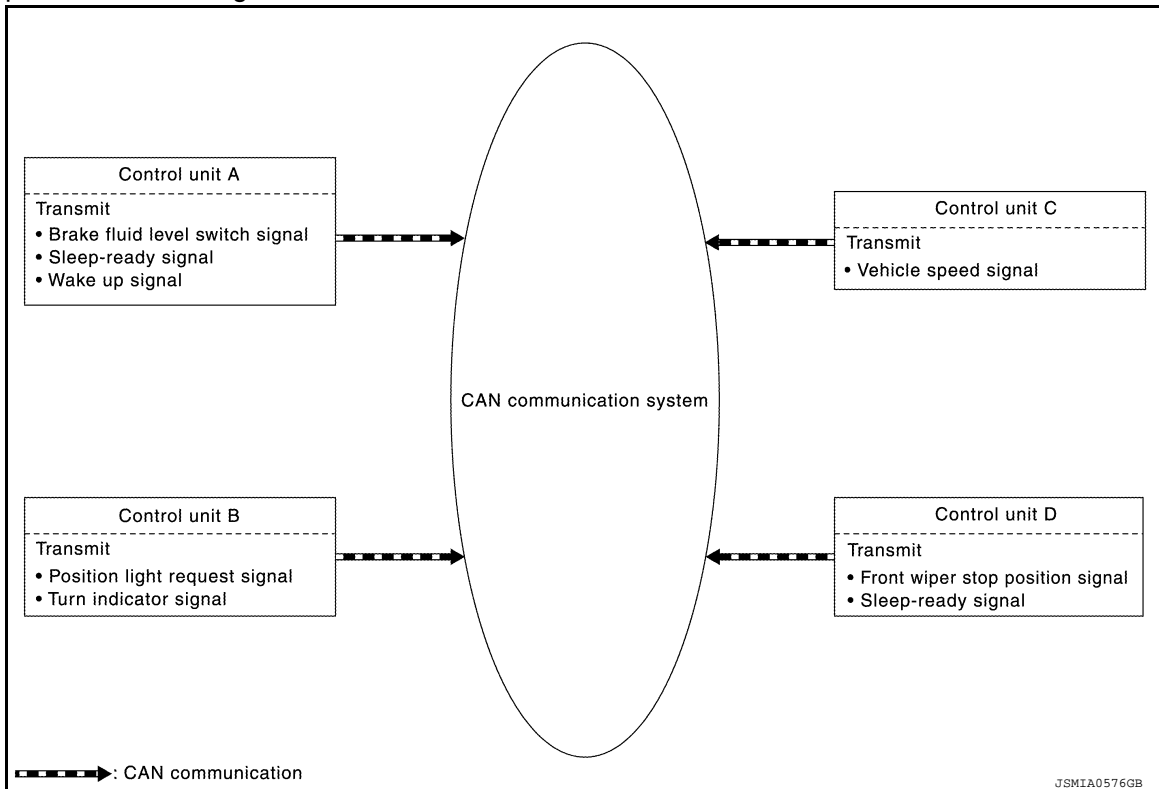 Control unit A
Transmit
• Brake fluid level switch signal
• Sleep-ready signal
• Wake up signal
Control unit C
Transmit
• Vehicle speed signal
CAN communication system
Control unit B
Transmit
• Position light request signal
• Turn indicator signal
Control unit D
Transmit
• Front wiper stop position signal
• Sleep-ready signal
: CAN communication
JSMIA0576GB